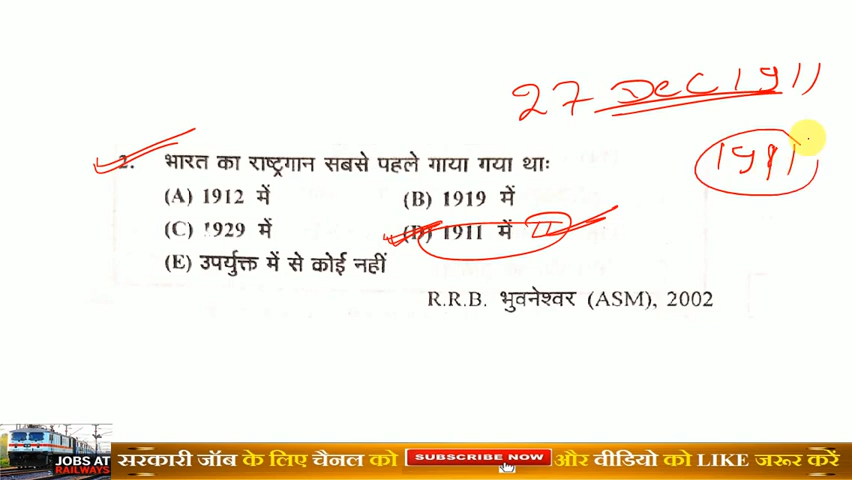 27 Dec 1911
1911
2. भारत का राष्ट्रगान सबसे पहले गाया गया थाः
(A) 1912 में (B) 1919 में
(C) 1929 में (D) 1911 में
(E) उपर्युक्त में से कोई नहीं
R.R.B. भुवनेश्वर (ASM), 2002
JOBS AT
RAILWAYS
सरकारी जॉब के लिए चैनल को SUBSCRIBE NOW और वीडियो को LIKE जरूर करें